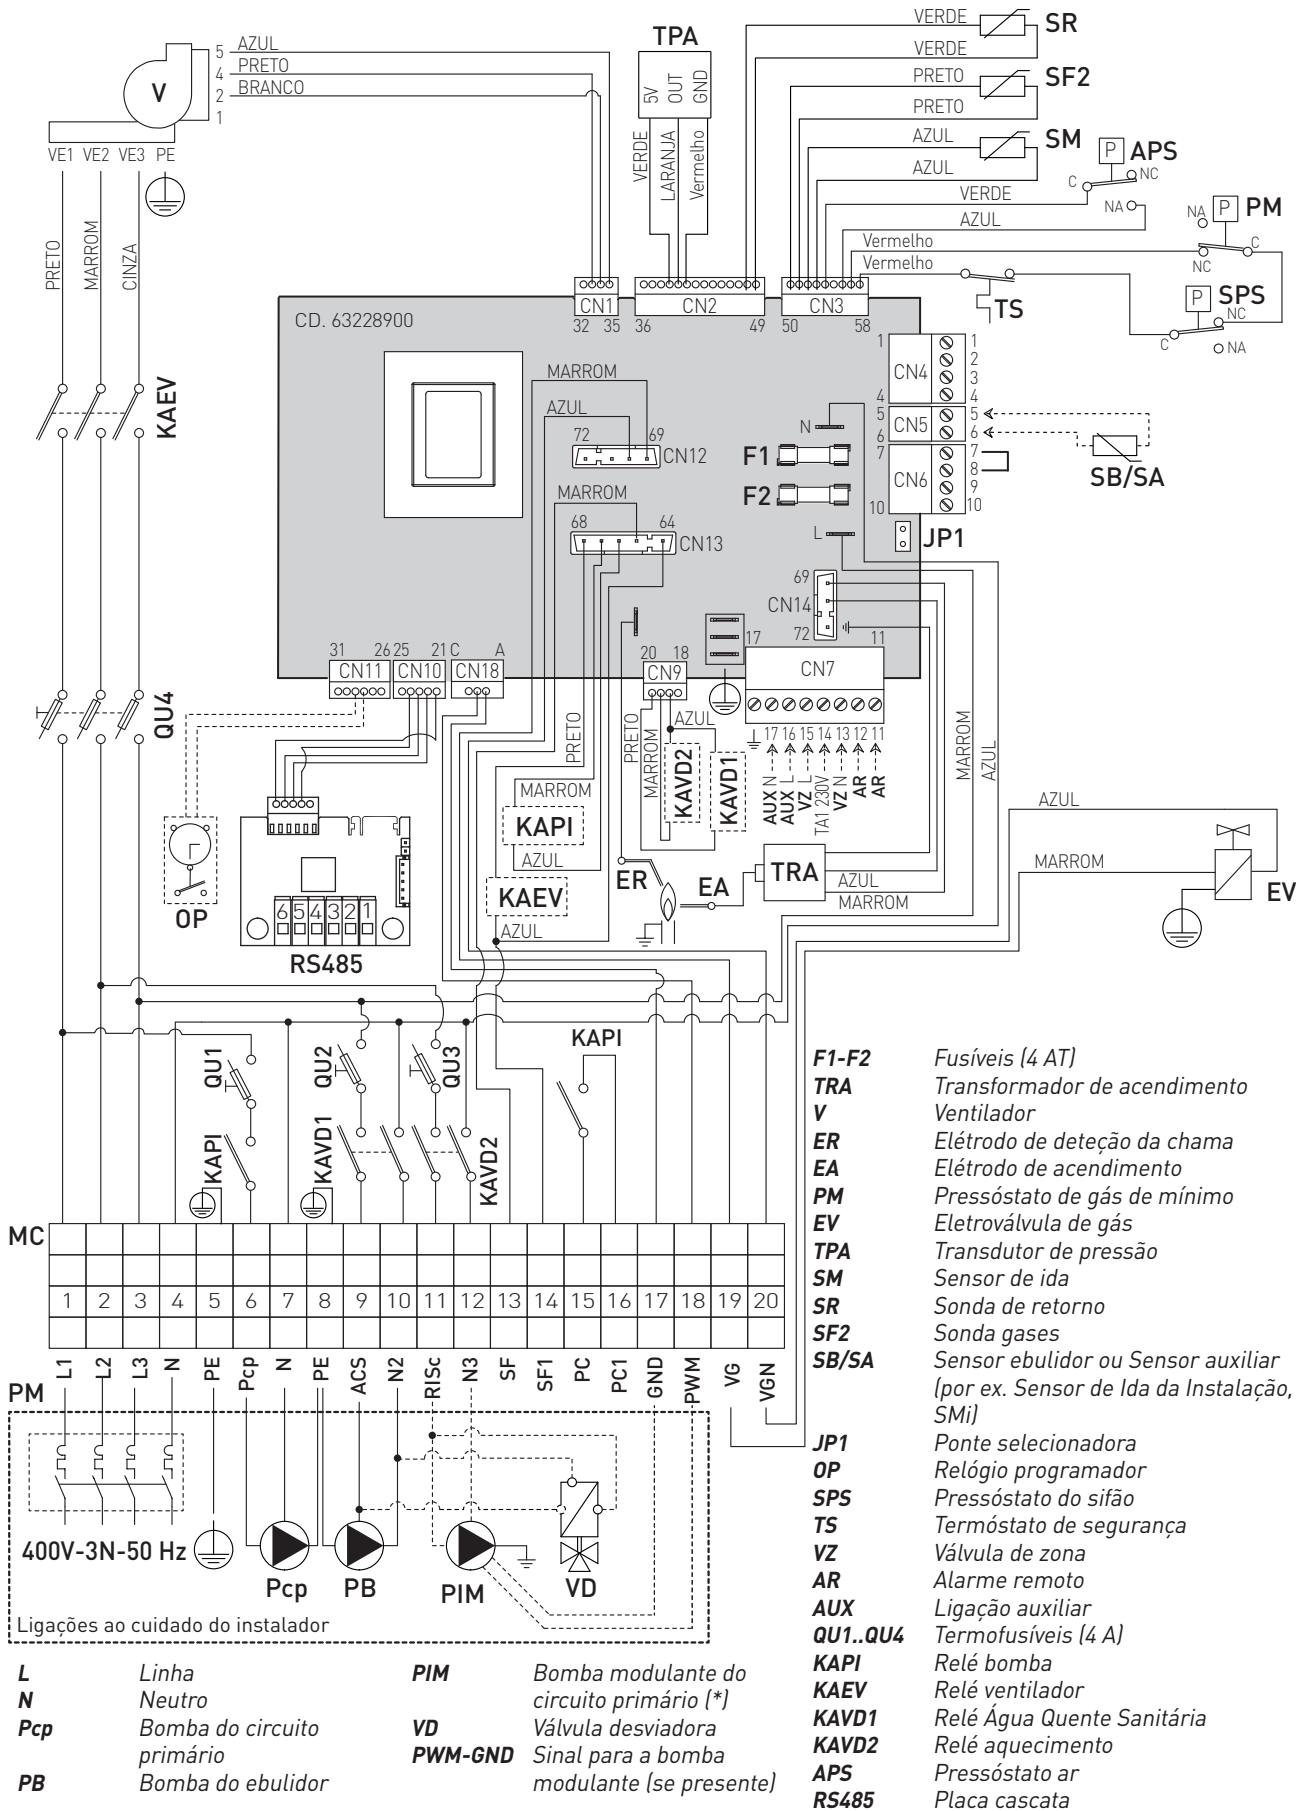 VERDE
SR
TPA
5
AZUL
4
PRETO
2
BRANCO
1
V
VERDE
PRETO
SF2
PRETO
5V
OUT
GND
AZUL
SM
AZUL
VE1 VE2 VE3 PE
VERDE
LARANJA
Vermelho
P
APS
C
NC
NA
VERDE
AZUL
NA
P
PM
C
NC
Vermelho
Vermelho
TS
P
SPS
NC
C
NA
PRETO
MARROM
CINZA
CN1
CN2
CN3
32 35 36 49 50 58
CD. 63228900
1
4
CN4
1
2
3
4
5
6
CN5
5
6
7
10
CN6
7
8
9
10
SB/SA
KAEV
MARROM
AZUL
72 69
CN12
N
F1
F2
MARROM
68 64
CN13
L
JP1
69
CN14
72
31 26 25 21 C A
CN11
CN10
CN18
20 18
CN9
17 11
CN7
QU4
17 16 15 14 13 12 11
AUX N
AUX L
VZ L
TA1 230V
VZ N
AR
AR
PRETO
MARROM
KAPI
AZUL
KAEV
AZUL
PRETO
MARROM
AZUL
KAVD2
KAVD1
MARROM
AZUL
AZUL
MARROM
EV
ER
EA
TRA
AZUL
MARROM
OP
6 5 4 3 2 1
RS485
QU1
QU2
QU3
KAPI
KAPI
KAVD1
KAVD2
MC
1 2 3 4 5 6 7 8 9 10 11 12 13 14 15 16 17 18 19 20
L1 L2 L3 N PE Pcp N PE ACS N2 RISc N3 SF SF1 PC PC1 GND PWM VG VGN
PM
400V-3N-50 Hz
Pcp
PB
PIM
VD
Ligações ao cuidado do instalador
L Linha
N Neutro
Pcp Bomba do circuito
primário
PB Bomba do ebulidor
PIM Bomba modulante do
circuito primário (*)
VD Válvula desviadora
PWM-GND Sinal para a bomba
modulante (se presente)
F1-F2 Fusíveis (4 AT)
TRA Transformador de acendimento
V Ventilador
ER Elétrodo de deteção da chama
EA Elétrodo de acendimento
PM Pressóstato de gás de mínimo
EV Eletroválvula de gás
TPA Transdutor de pressão
SM Sensor de ida
SR Sonda de retorno
SF2 Sonda gases
SB/SA Sensor ebulidor ou Sensor auxiliar
(por ex. Sensor de Ida da Instalação,
SMi)
JP1 Ponte selecionadora
OP Relógio programador
SPS Pressóstato do sifão
TS Termóstato de segurança
VZ Válvula de zona
AR Alarme remoto
AUX Ligação auxiliar
QU1..QU4 Termofusíveis (4 A)
KAPI Relé bomba
KAEV Relé ventilador
KAVD1 Relé Água Quente Sanitária
KAVD2 Relé aquecimento
APS Pressóstato ar
RS485 Placa cascata